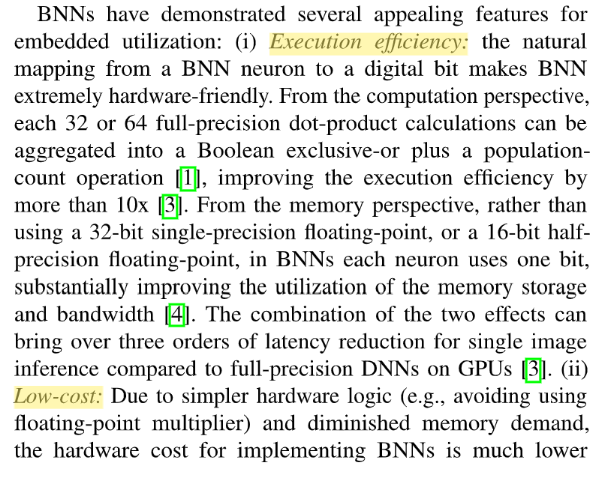 BNNs have demonstrated several appealing features for
embedded utilization: (i) Execution efficiency: the natural
mapping from a BNN neuron to a digital bit makes BNN
extremely hardware-friendly. From the computation perspective,
each 32 or 64 full-precision dot-product calculations can be
aggregated into a Boolean exclusive-or plus a population-
count operation [1], improving the execution efficiency by
more than 10x [3]. From the memory perspective, rather than
using a 32-bit single-precision floating-point, or a 16-bit half-
precision floating-point, in BNNs each neuron uses one bit,
substantially improving the utilization of the memory storage
and bandwidth [4]. The combination of the two effects can
bring over three orders of latency reduction for single image
inference compared to full-precision DNNs on GPUs [3]. (ii)
Low-cost: Due to simpler hardware logic (e.g., avoiding using
floating-point multiplier) and diminished memory demand,
the hardware cost for implementing BNNs is much lower